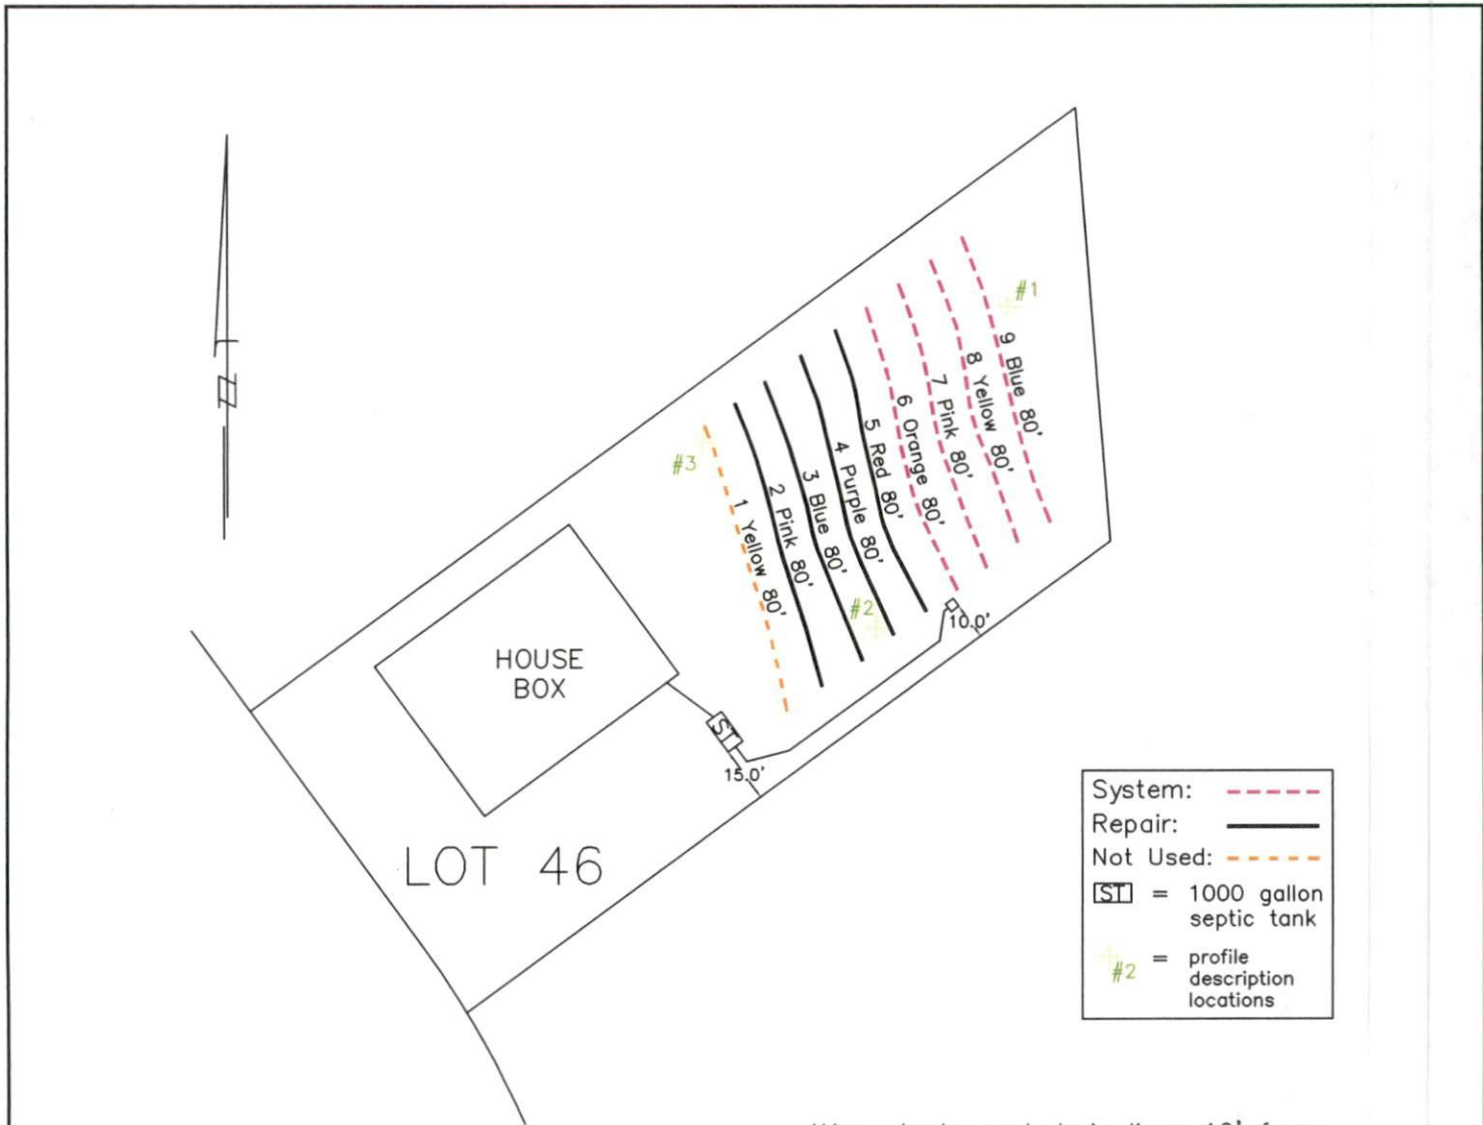 N
#1
9 Blue 80'
8 Yellow 80'
7 Pink 80'
6 Orange 80'
5 Red 80'
4 Purple 80'
3 Blue 80'
2 Pink 80'
1 Yellow 80'
#3
#2
10.0'
HOUSE
BOX
ST
15.0'
LOT 46
System:
Repair:
Not Used:
ST = 1000 gallon
septic tank
#2 = profile
description
locations